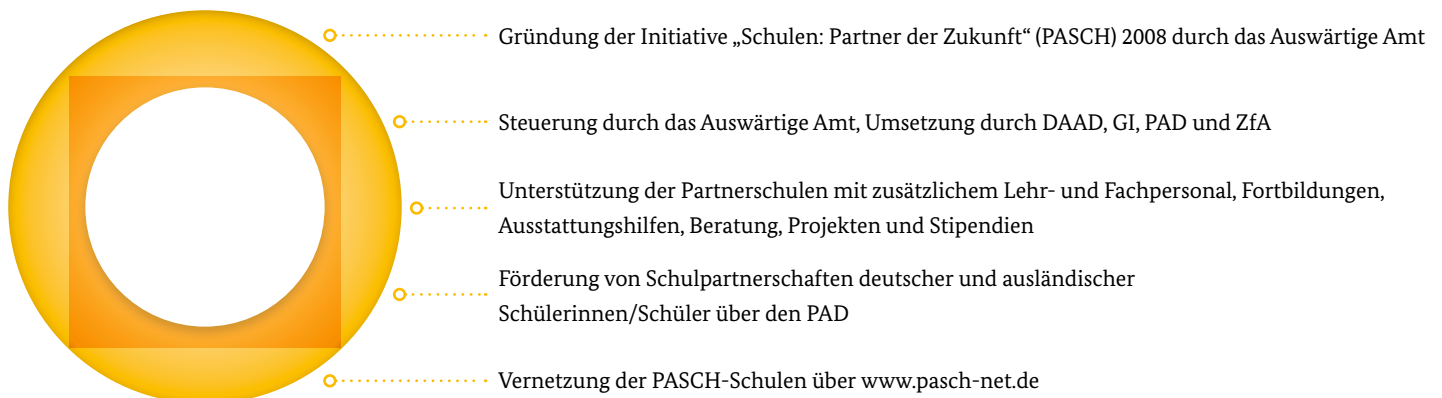 Gründung der Initiative „Schulen: Partner der Zukunft“ (PASCH) 2008 durch das Auswärtige Amt
Steuerung durch das Auswärtige Amt, Umsetzung durch DAAD, GI, PAD und ZfA
Unterstützung der Partnerschulen mit zusätzlichem Lehr- und Fachpersonal, Fortbildungen,
Ausstattungshilfen, Beratung, Projekten und Stipendien
Förderung von Schulpartnerschaften deutscher und ausländischer
Schülerinnen/Schüler über den PAD
Vernetzung der PASCH-Schulen über www.pasch-net.de